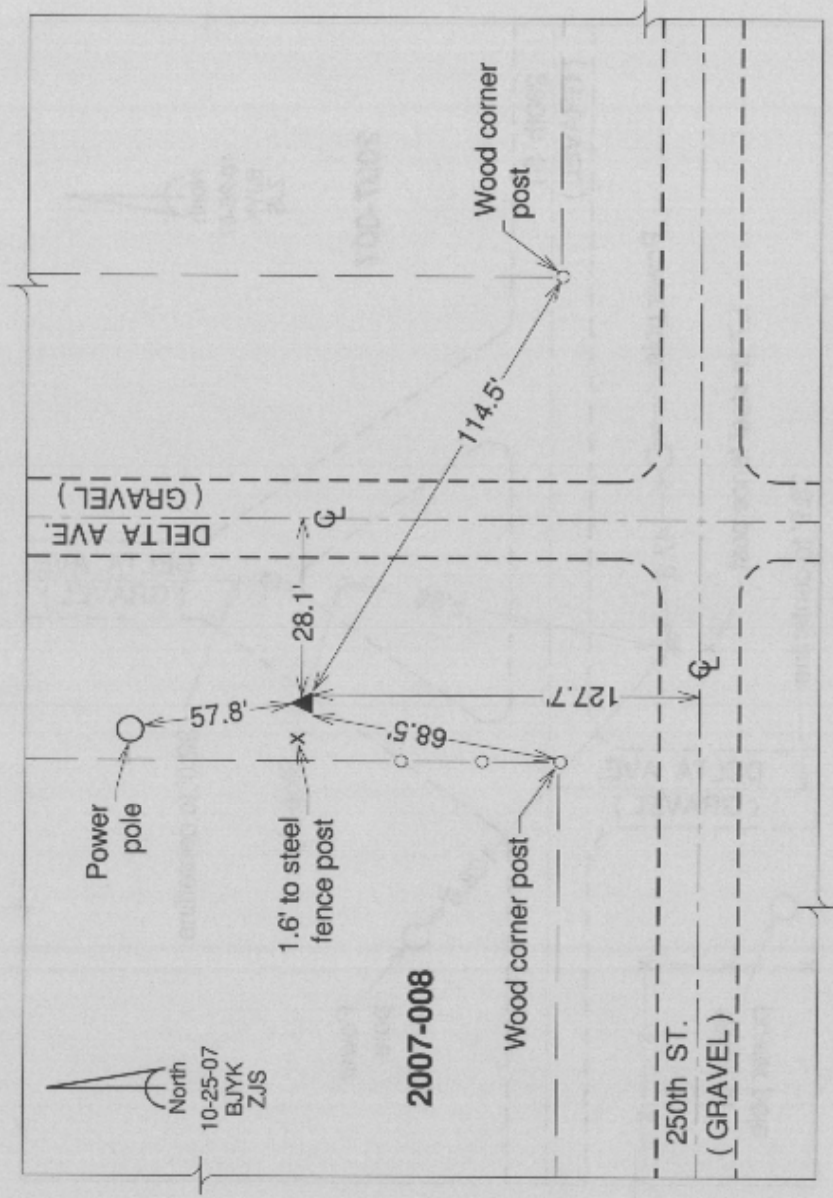 North
10-25-07
BJYK
ZJS
2007-008
Power
pole
57.8'
1.6' to steel
fence post
28.1'
℄
DELTA AVE.
( GRAVEL )
68.5'
127.7'
114.5'
Wood corner
post
Wood corner post
250th ST.
( GRAVEL )
℄